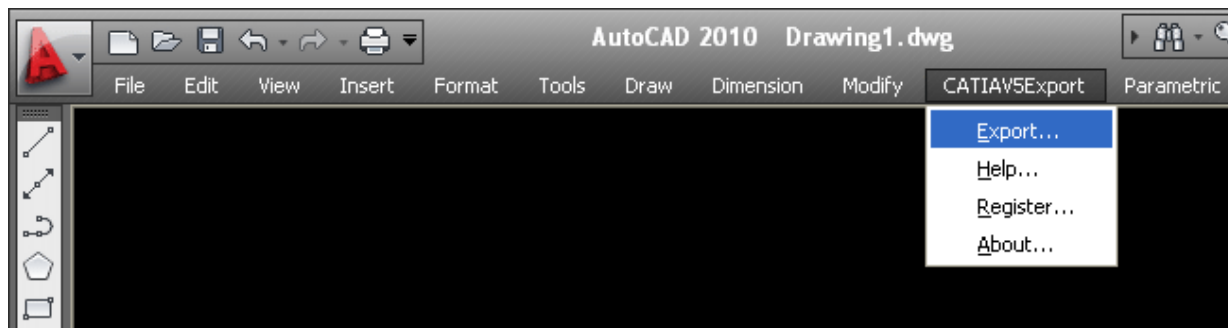 AutoCAD 2010 Drawing1.dwg
File Edit View Insert Format Tools Draw Dimension Modify CATIAV5Export Parametric
Export...
Help...
Register...
About...